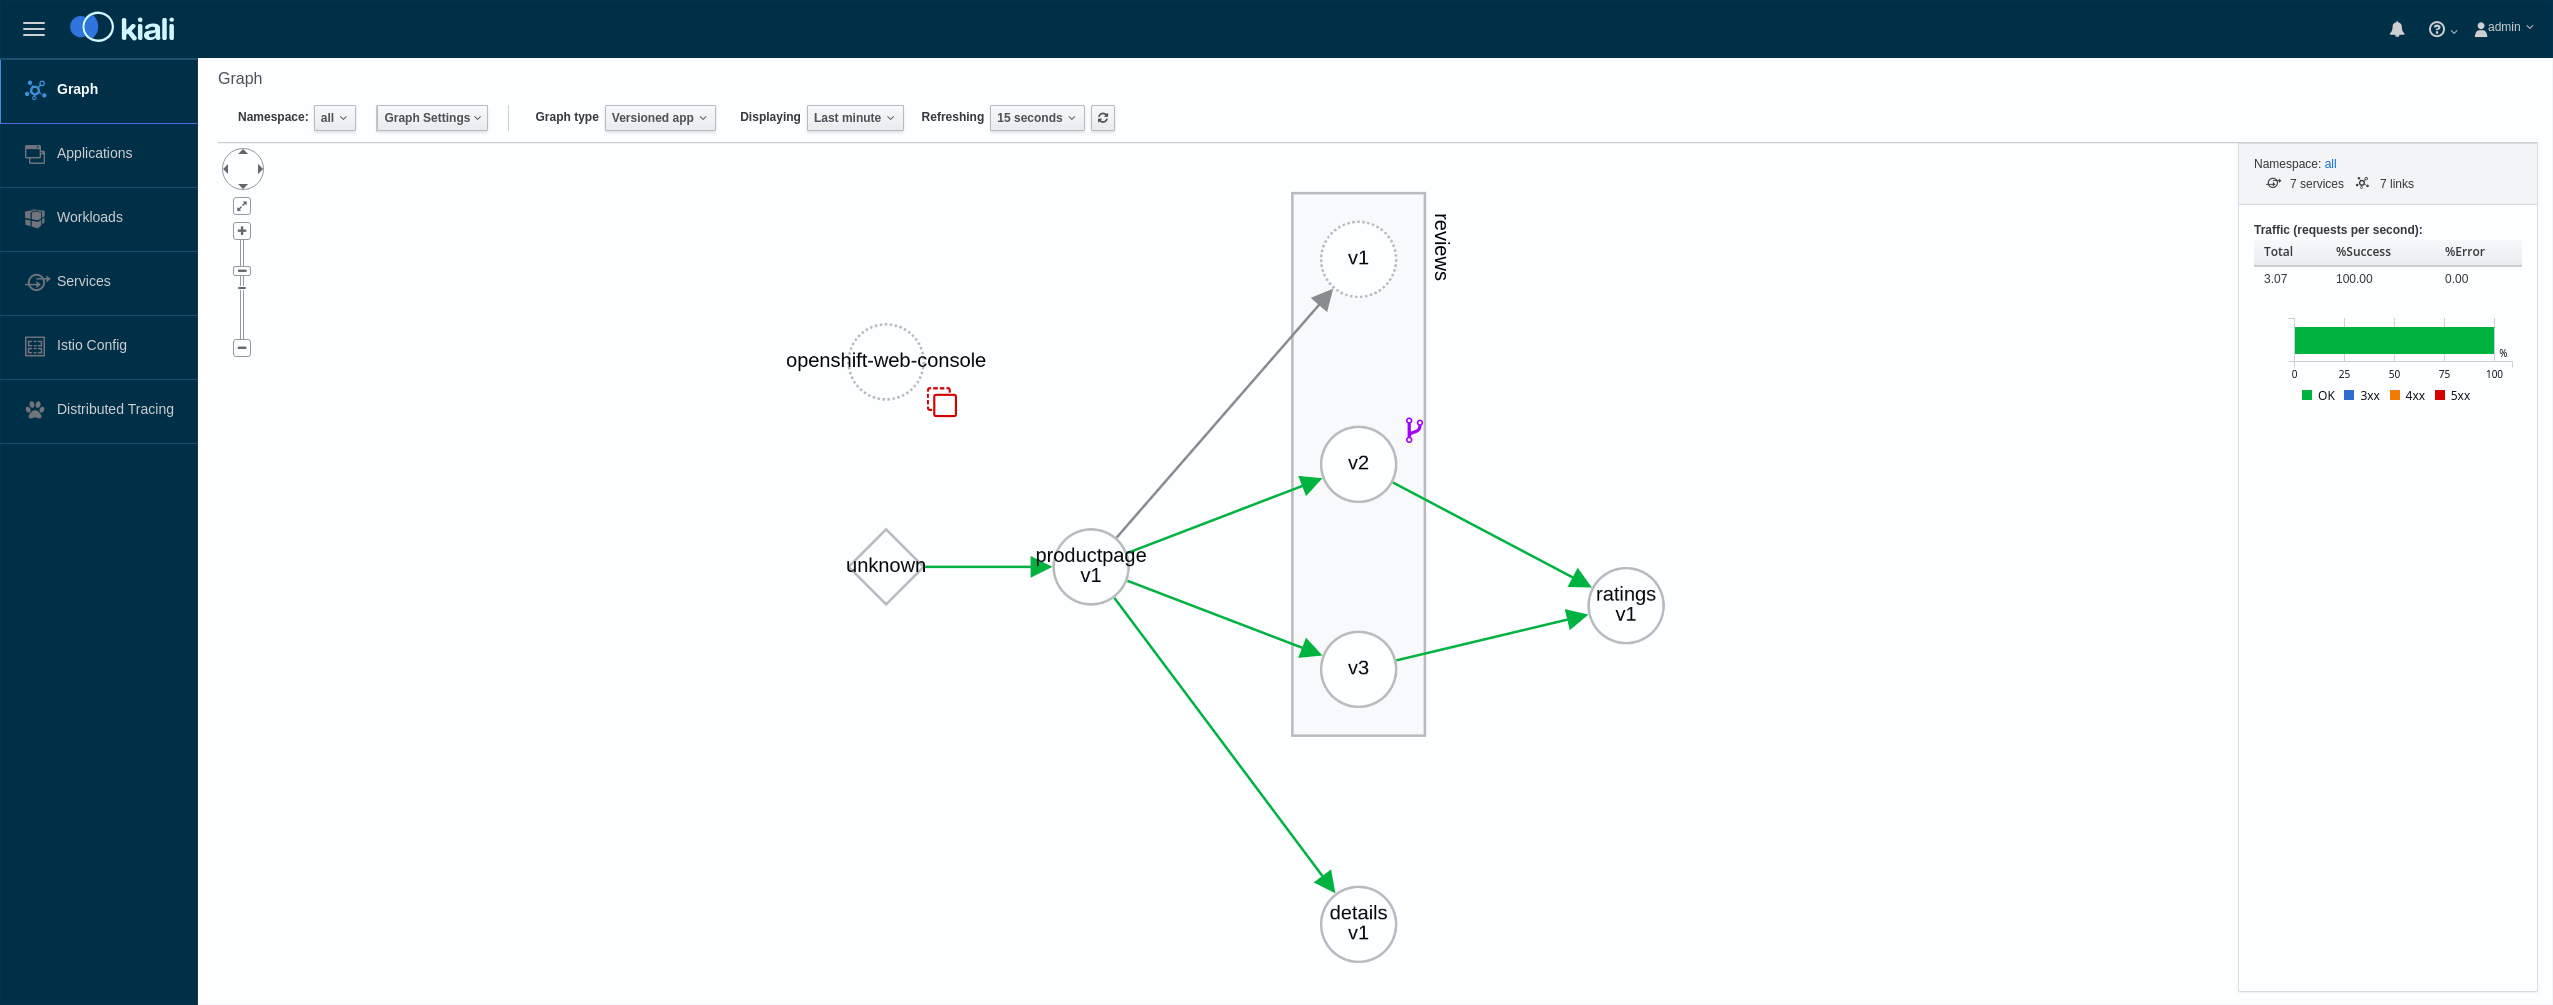 kiali
admin
Graph
Applications
Workloads
Services
Istio Config
Distributed Tracing
Graph
Namespace: all Graph Settings Graph type Versioned app Displaying Last minute Refreshing 15 seconds
reviews
v1
openshift-web-console
v2
unknown
productpage
v1
ratings
v1
v3
details
v1
Namespace: all
7 services 7 links
Traffic (requests per second):
Total %Success %Error
3.07 100.00 0.00
%
0 25 50 75 100
OK 3xx 4xx 5xx